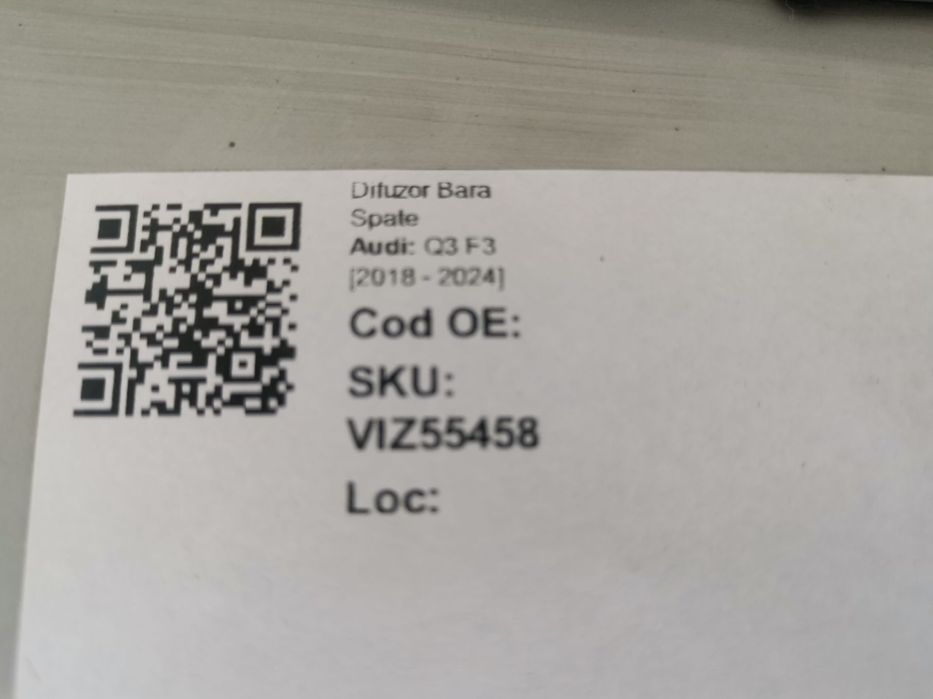 Difuzor Bara
Spate
Audi: Q3 F3
[2018 - 2024]
Cod OE:
SKU:
VIZ55458
Loc: